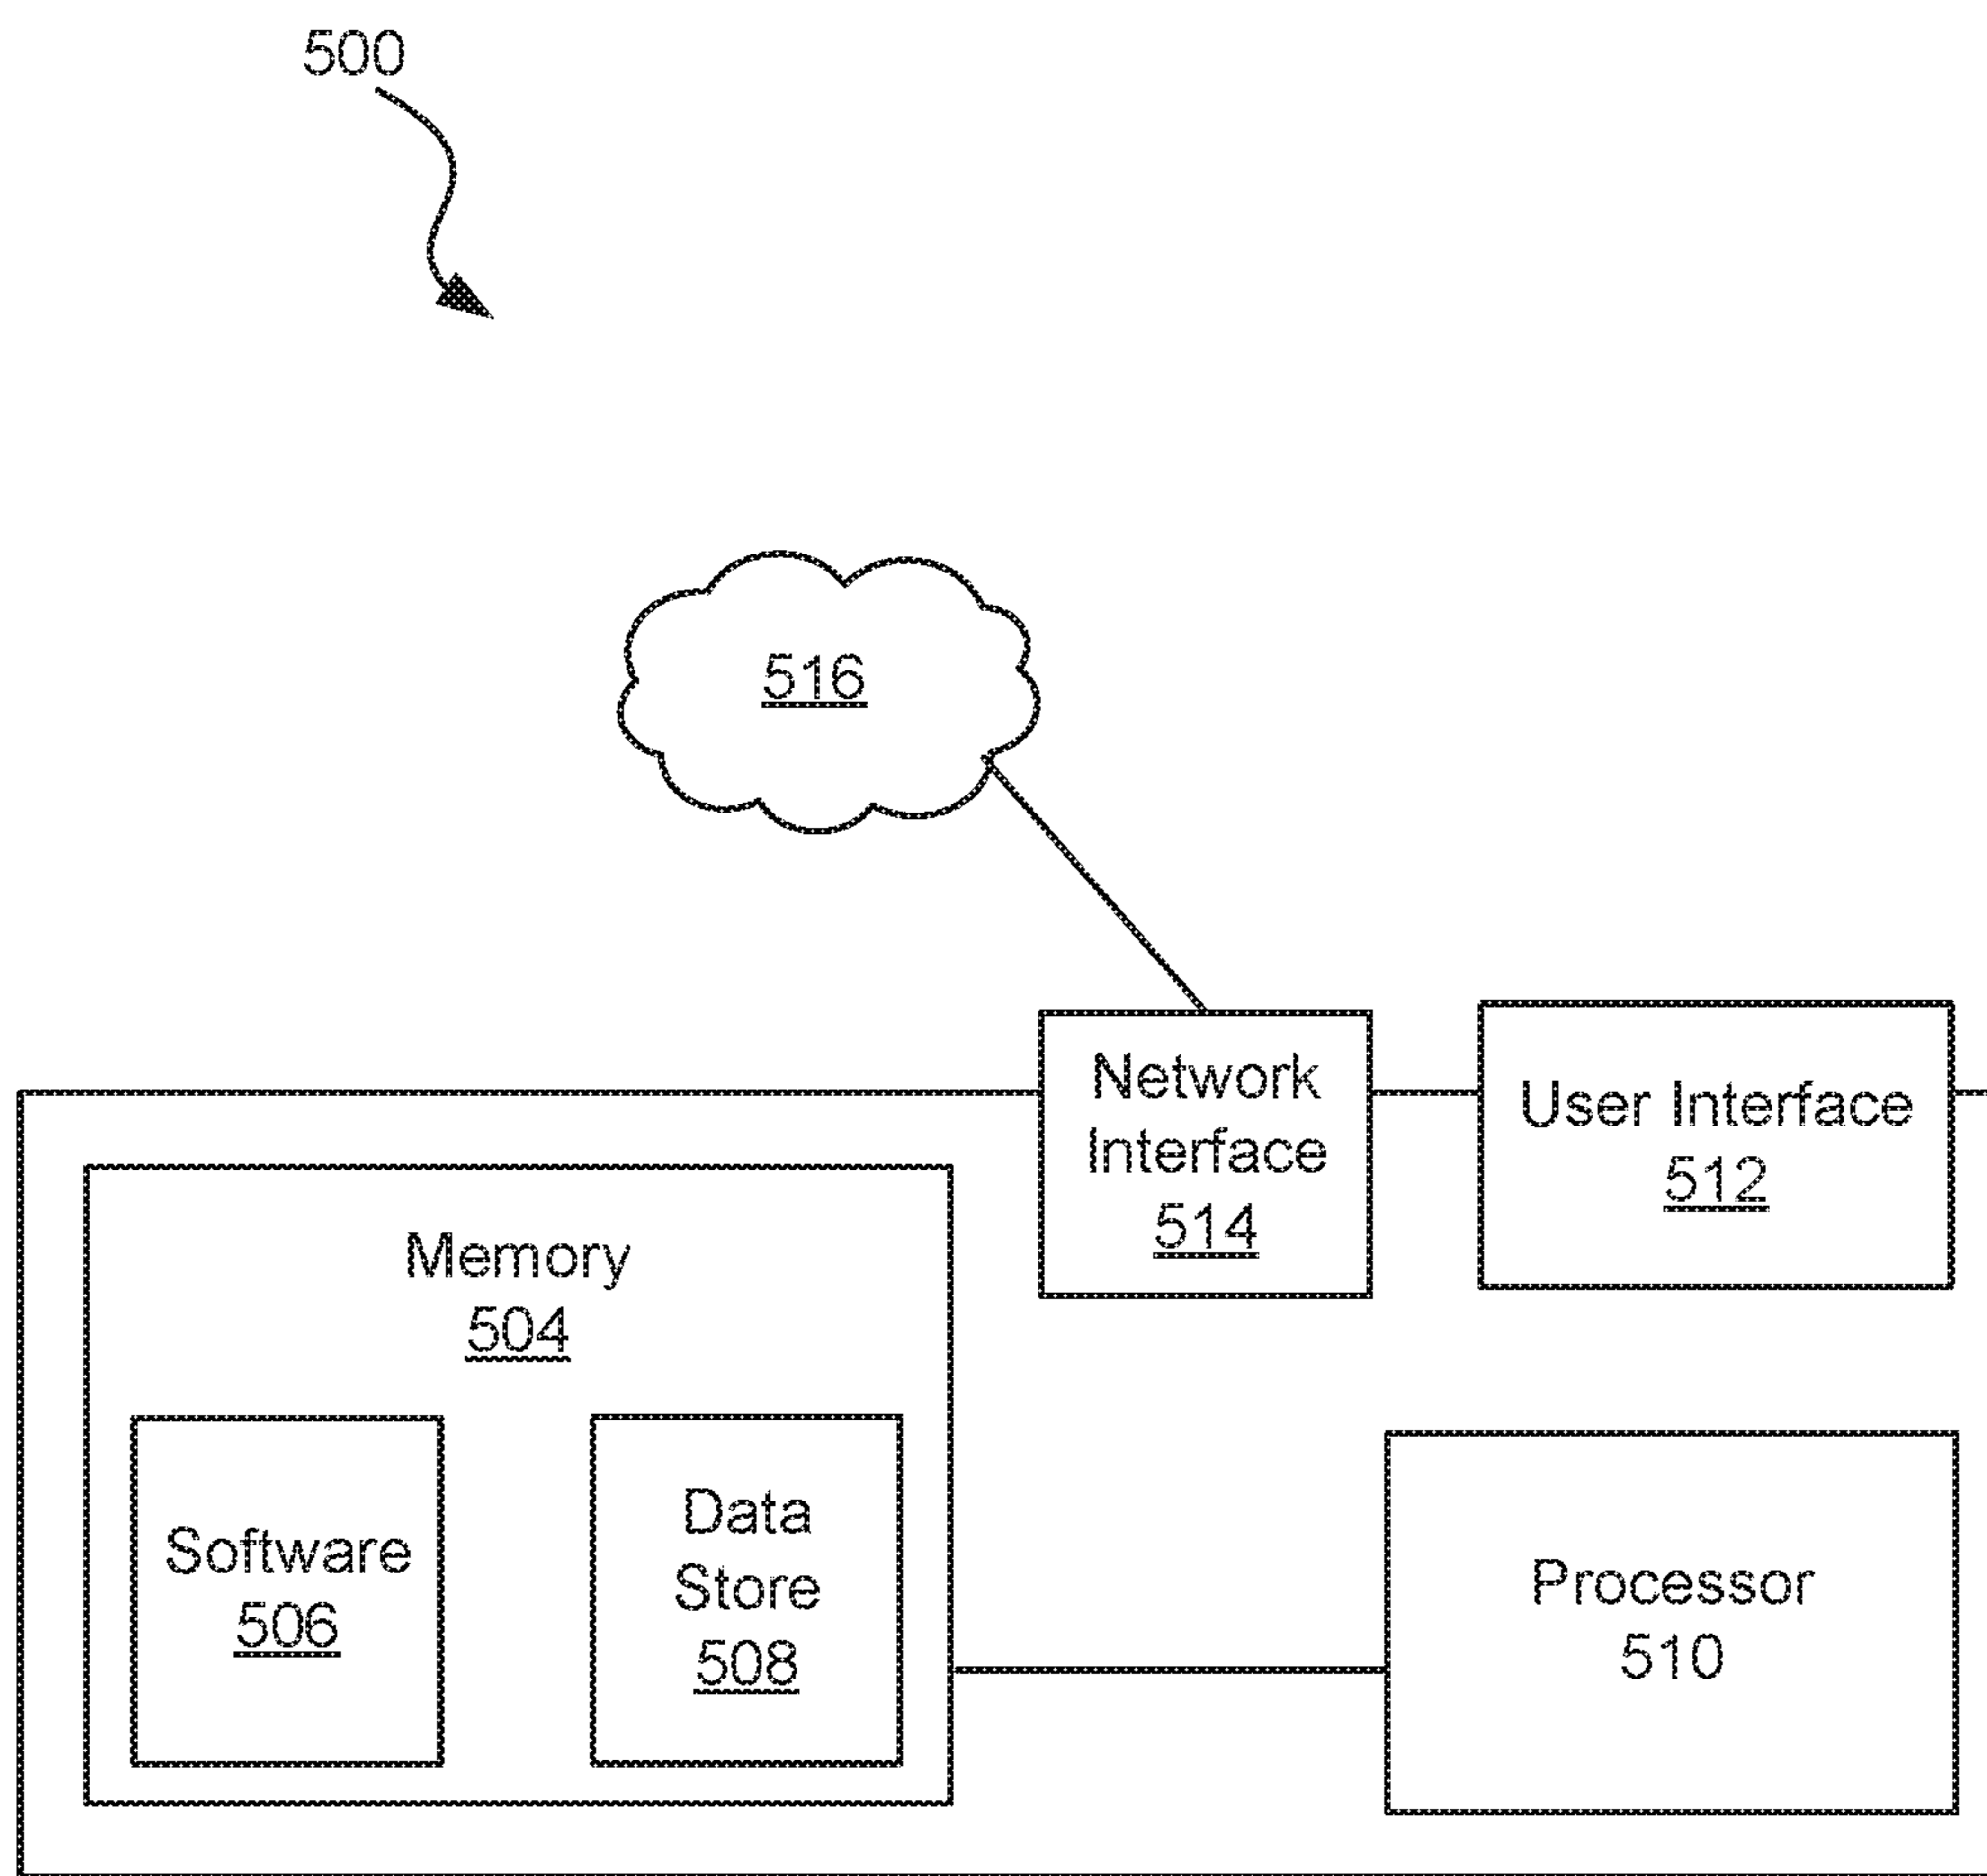 500
516
Network
Interface
514
User Interface
512
Memory
504
Software
506
Data
Store
508
Processor
510